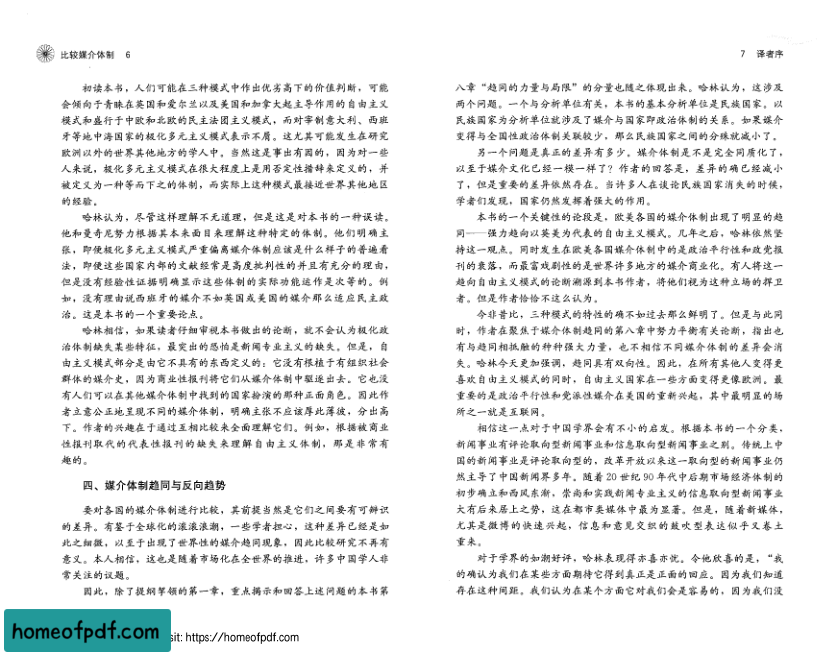 比较媒介体制 6
初读本书，人们可能在三种模式中作出优劣高下的价值判断，可能
会倾向于青睐在英国和爱尔兰以及美国和加拿大起主导作用的自由主义
模式和盛行于中欧和北欧的民主法团主义模式，而对宰制意大利、西班
牙等地中海国家的极化多元主义模式表示不屑。这尤其可能发生在研究
欧洲以外的世界其他地方的学人中。当然这是事出有因的，因为对一些
人来说，极化多元主义模式在很大程度上是用否定性措辞来定义的，并
被定义为一种等而下之的体制，而实际上这种模式最接近世界其他地区
的经验。
哈林认为，尽管这样理解不无道理，但是这是对本书的一种误读。
他和曼奇尼努力根据其本来面目来理解这种特定的体制。他们明确主
张，即便极化多元主义模式严重偏离媒介体制应该是什么样子的普遍看
法，即便这些国家内部的文献经常是高度批判性的并且有充分的理由，
但是没有经验性证据明确显示这些体制的实际功能运作是次等的。例
如，没有理由说西班牙的媒介不如英国或美国的媒介那么适应民主政
治。这是本书的一个重要论点。
哈林相信，如果读者仔细审视本书做出的论断，就不会认为极化政
治体制缺失某些特征，最突出的恐怕是新闻专业主义的缺失。但是，自
由主义模式部分是由它不具有的东西定义的：它没有根植于有组织社会
群体的媒介史，因为商业性报刊将它们从媒介体制中驱逐出去。它也没
有人们可以在其他媒介体制中找到的国家扮演的那种正面角色。因此作
者立意公正地呈现不同的媒介体制，明确主张不应该厚此薄彼，分出高
下。作者的兴趣在于通过互相比较来全面理解它们。例如，根据被商业
性报刊取代的代表性报刊的缺失来理解自由主义体制，那是非常有
趣的。
四、媒介体制趋同与反向趋势
要对各国的媒介体制进行比较，其前提当然是它们之间要有可辨识
的差异。有鉴于全球化的滚滚浪潮，一些学者担心，这种差异已经是如
此之细微，以至于出现了世界性的媒介趋同现象，因此比较研究不再有
意义。本人相信，这也是随着市场化在全世界的推进，许多中国学人非
常关注的议题。
因此，除了提纲挈领的第一章，重点揭示和回答上述问题的本书第
7 译者序
八章“趋同的力量与局限”的分量也随之体现出来。哈林认为，这涉及
两个问题。一个与分析单位有关，本书的基本分析单位是民族国家。以
民族国家为分析单位就涉及了媒介与国家即政治体制的关系。如果媒介
变得与全国性政治体制关联较少，那么民族国家之间的分殊就减小了。
另一个问题是真正的差异有多少。媒介体制是不是完全同质化了，
以至于媒介文化已经一模一样了？作者的回答是，差异的确已经减小
了，但是重要的差异依然存在。当许多人在谈论民族国家消失的时候，
学者们发现，国家仍然发挥着强大的作用。
本书的一个关键性的论段是，欧美各国的媒介体制出现了明显的趋
同——强力趋向以英美为代表的自由主义模式。几年之后，哈林依然坚
持这一观点。同时发生在欧美各国媒介体制中的是政治平行性和政党报
刊的衰落，而最富戏剧性的是世界许多地方的媒介商业化。有人将这一
趋向自由主义模式的论断溯源到本书作者，将他们视为这种立场的捍卫
者。但是作者恰恰不这么认为。
今非昔比，三种模式的特性的确不如过去那么鲜明了。但是与此同
时，作者在聚焦于媒介体制趋同的第八章中努力平衡有关论断，指出也
有与趋同相抵触的种种强大力量，也不相信不同媒介体制的差异会消
失。哈林今天更加强调，趋同具有双向性。因此，在所有其他人变得更
喜欢自由主义模式的同时，自由主义国家在一些方面变得更像欧洲。最
重要的是政治平行性和党派性媒介在美国的重新兴起，其中最明显的场
所之一就是互联网。
相信这一点对于中国学界会有不小的启发。根据本书的一个分类，
新闻事业有评论取向型新闻事业和信息取向型新闻事业之别。传统上中
国的新闻事业是评论取向型的，改革开放以来这一取向型的新闻事业仍
然主导了中国新闻界多年。随着 20 世纪 90 年代中后期市场经济体制的
初步确立和西风东渐，崇尚和实践新闻专业主义的信息取向型新闻事业
大有后来居上之势，这在都市类媒体中最为显著。但是，随着新媒体，
尤其是微博的快速兴起，信息和意见交织的鼓吹型表达似乎又卷土
重来。
对于学界的如潮好评，哈林表现得亦喜亦忧。令他欣喜的是，“我
的确认为我们在某些方面期待它得到真正是正面的回应。因为我们知道
存在这种间距。我们认为在某个方面它对我们会是容易的，因为我们没
homeofpdf.com
sit: https://homeofpdf.com